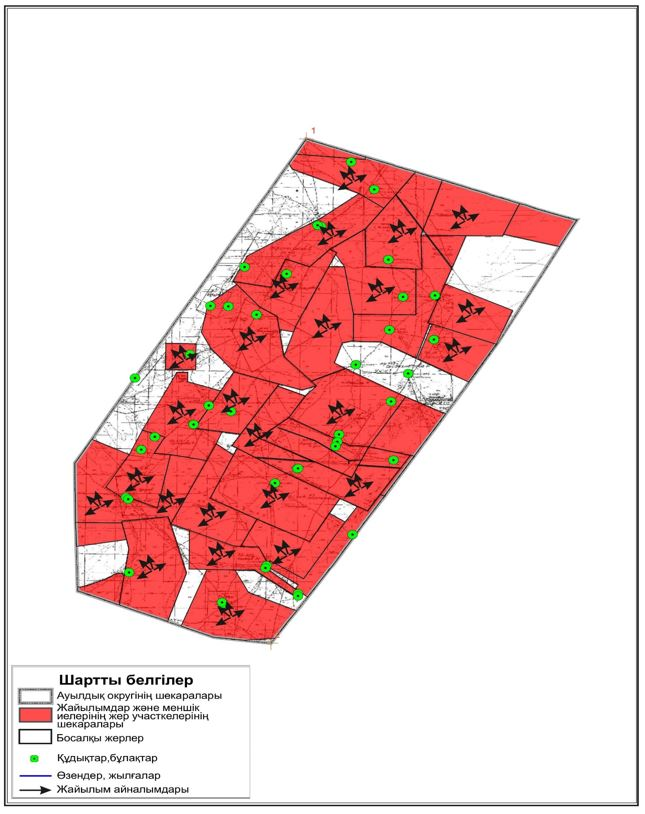 1
Шартты белгілер
Ауылдық округінің шекаралары
Жайылымдар және меншік
иелерінің жер участкелерінің
шекаралары
Босалқы жерлер
Құдықтар,бұлақтар
Өзендер, жылғалар
Жайылым айналымдары